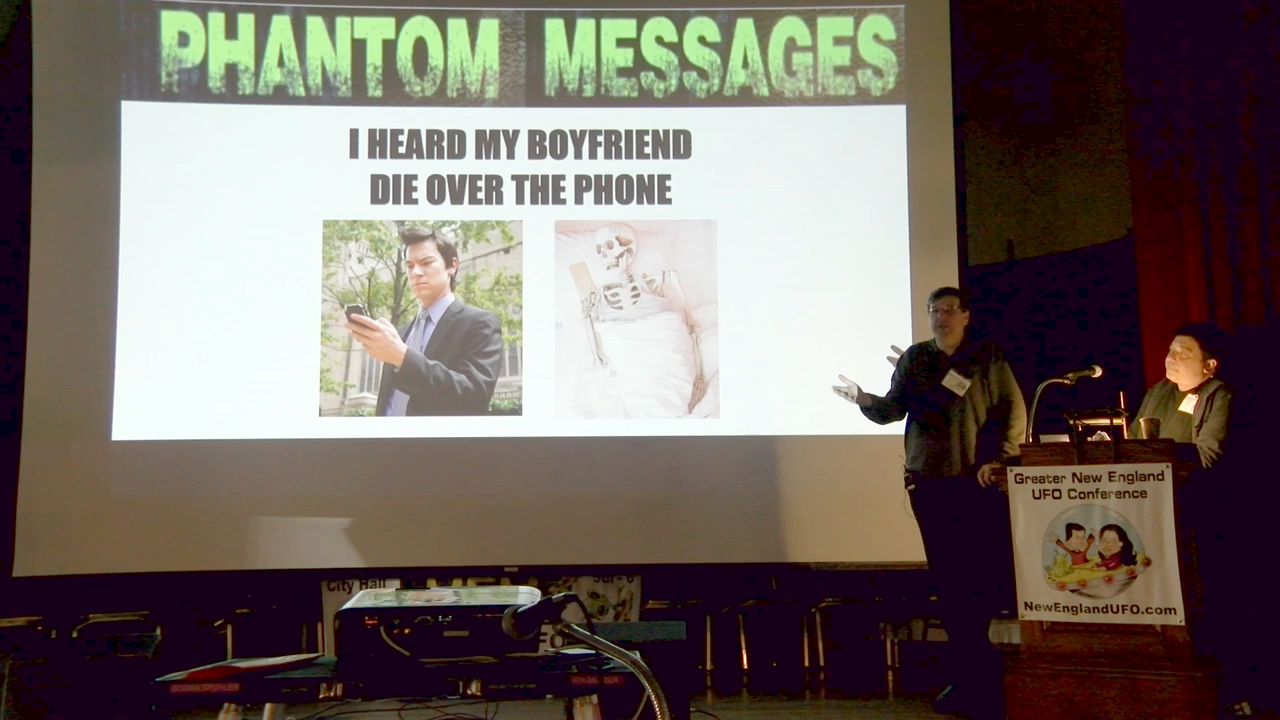 PHANTOM MESSAGES
I HEARD MY BOYFRIEND
DIE OVER THE PHONE
Greater New England
UFO Conference
NewEnglandUFO.com
City Hall